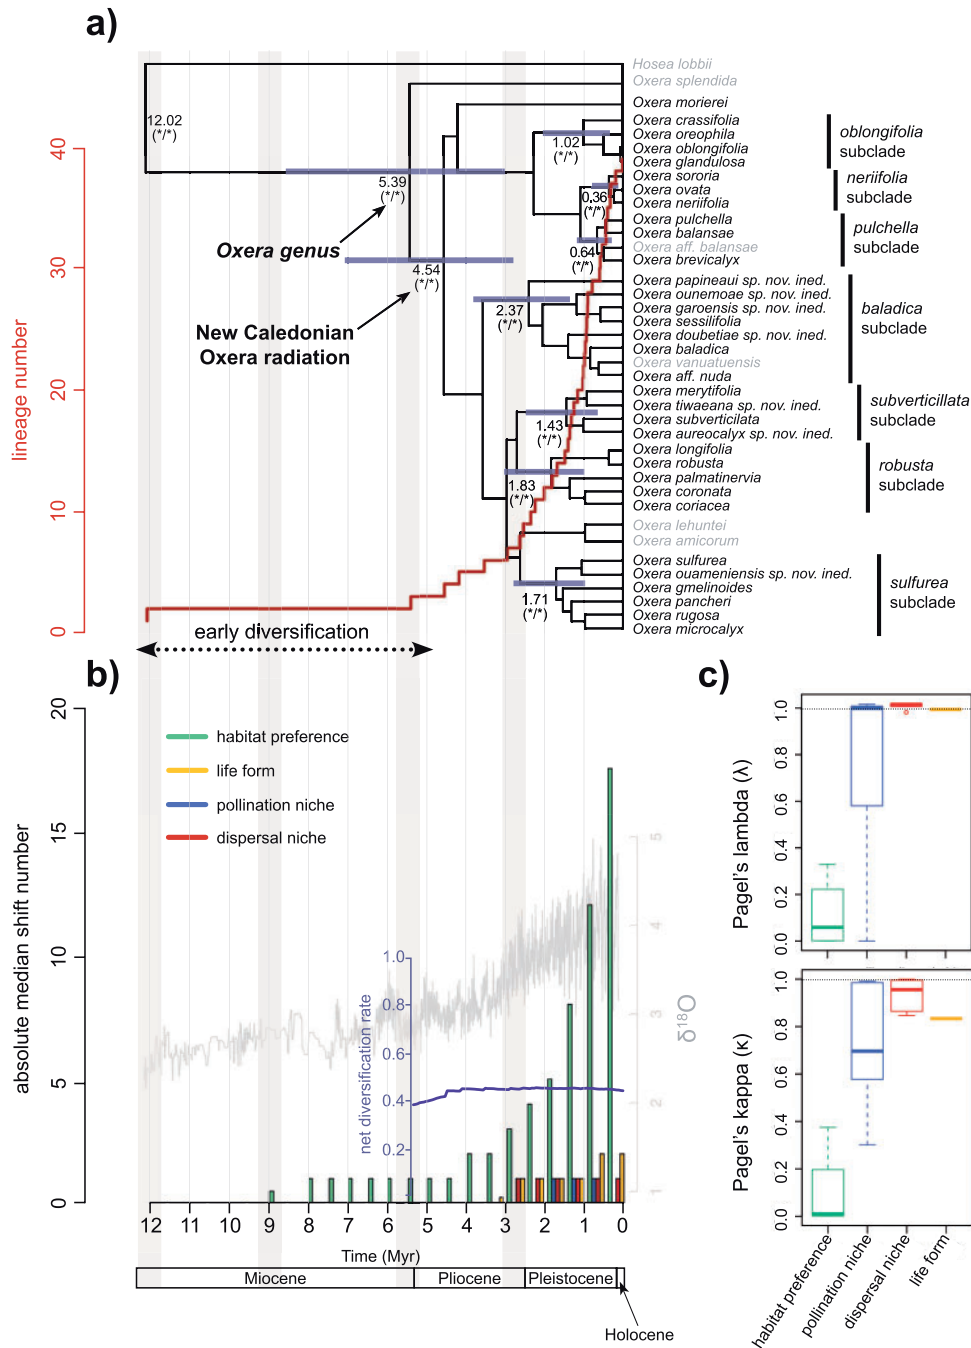 a)
lineage number
40
30
20
10
0
12.02
(*/*)
5.39
(*/*)
Oxera genus
4.54
(*/*)
New Caledonian
Oxera radiation
1.02
(*/*)
0.36
(*/*)
0.64
(*/*)
2.37
(*/*)
1.43
(*/*)
1.83
(*/*)
1.71
(*/*)
early diversification
Hosea lobbii
Oxera splendida
Oxera morierei
Oxera crassifolia
Oxera oreophila
Oxera oblongifolia
Oxera glandulosa
Oxera sororia
Oxera ovata
Oxera neriifolia
Oxera pulchella
Oxera balansae
Oxera aff. balansae
Oxera brevicalyx
Oxera papineaui sp. nov. ined.
Oxera ounemoae sp. nov. ined.
Oxera garoensis sp. nov. ined.
Oxera sessilifolia
Oxera doubetiae sp. nov. ined.
Oxera baladica
Oxera vanuatuensis
Oxera aff. nuda
Oxera merytifolia
Oxera tiwaeana sp. nov. ined.
Oxera subverticilata
Oxera aureocalyx sp. nov. ined.
Oxera longifolia
Oxera robusta
Oxera palmatinervia
Oxera coronata
Oxera coriacea
Oxera lehuntei
Oxera amicorum
Oxera sulfurea
Oxera ouameniensis sp. nov. ined.
Oxera gmelinoides
Oxera pancheri
Oxera rugosa
Oxera microcalyx
oblongifolia
subclade
neriifolia
subclade
pulchella
subclade
baladica
subclade
subverticillata
subclade
robusta
subclade
sulfurea
subclade
b)
absolute median shift number
20
15
10
5
0
habitat preference
life form
pollination niche
dispersal niche
net diversification rate
1.0
0.8
0.6
0.4
0.2
δ18O
5
4
3
2
1
12 11 10 9 8 7 6 5 4 3 2 1 0
Time (Myr)
Miocene Pliocene Pleistocene
Holocene
c)
Pagel's lambda (λ)
1.0
0.8
0.6
0.4
0.2
0.0
Pagel's kappa (κ)
1.0
0.8
0.6
0.4
0.2
0.0
habitat preference
pollination niche
dispersal niche
life form